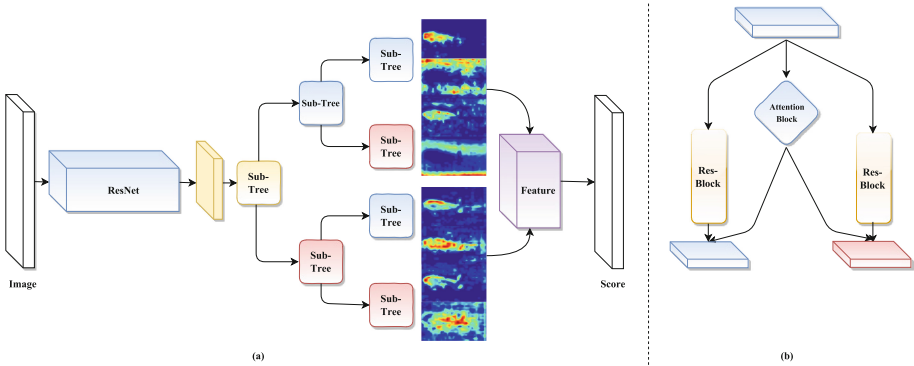 Image
ResNet
Sub-
Tree
Sub-Tree
Sub-
Tree
Sub-
Tree
Sub-
Tree
Sub-
Tree
Sub-
Tree
Feature
Score
(a)
Attention
Block
Res-
Block
Res-
Block
(b)